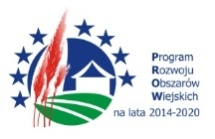 Program
Rozwoju
Obszarów
Wiejskich
na lata 2014-2020